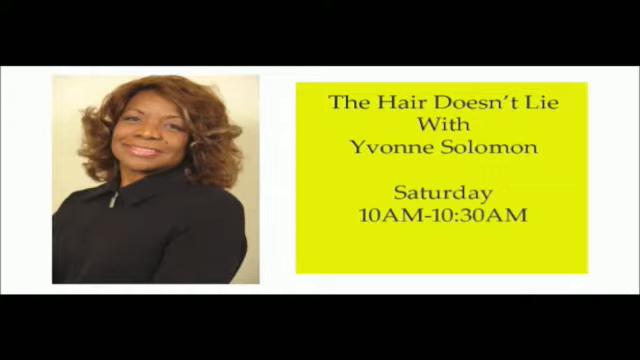 The Hair Doesn't Lie
With
Yvonne Solomon
Saturday
10AM-10:30AM